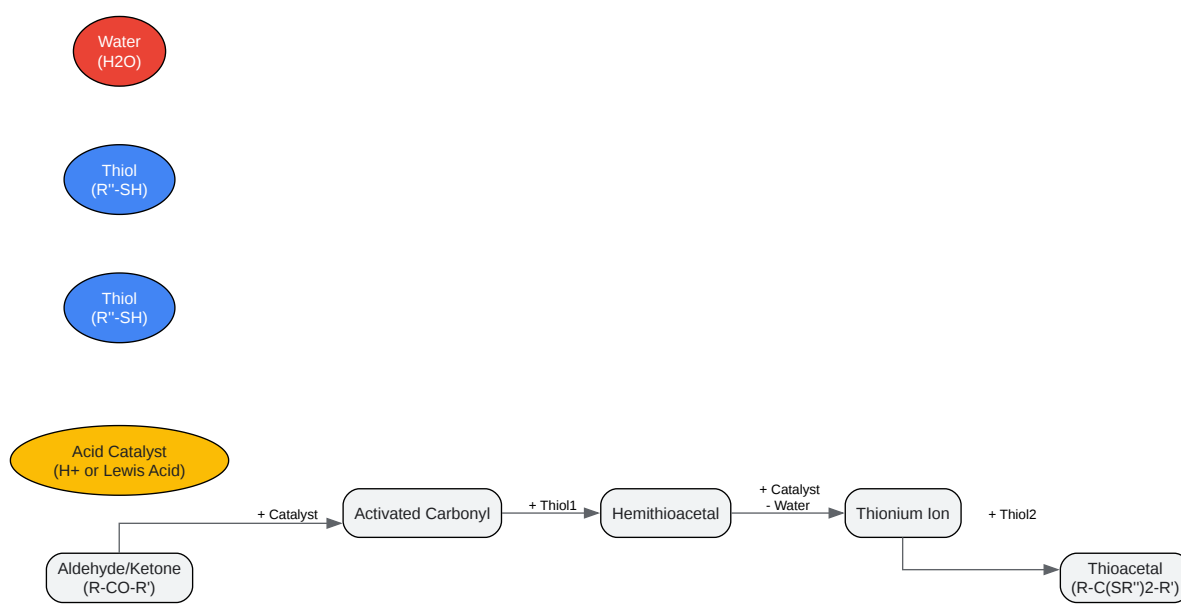 Water
(H2O)
Thiol
(R''-SH)
Thiol
(R''-SH)
Acid Catalyst
(H+ or Lewis Acid)
+ Catalyst
Activated Carbonyl
+ Thiol1
Hemithioacetal
+ Catalyst
- Water
Thionium Ion
+ Thiol2
Aldehyde/Ketone
(R-CO-R')
Thioacetal
(R-C(SR'')2-R')